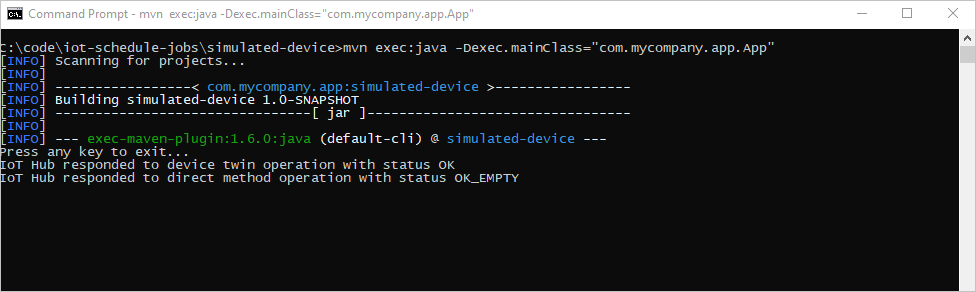 Command Prompt - mvn  exec:java -Dexec.mainClass="com.mycompany.app.App"
C:\code\iot-schedule-jobs\simulated-device>mvn exec:java -Dexec.mainClass="com.mycompany.app.App"
[INFO] Scanning for projects...
[INFO]
[INFO] -----------------< com.mycompany.app:simulated-device >-----------------
[INFO] Building simulated-device 1.0-SNAPSHOT
[INFO] --------------------------------[ jar ]---------------------------------
[INFO]
[INFO] --- exec-maven-plugin:1.6.0:java (default-cli) @ simulated-device ---
Press any key to exit...
IoT Hub responded to device twin operation with status OK
IoT Hub responded to direct method operation with status OK_EMPTY